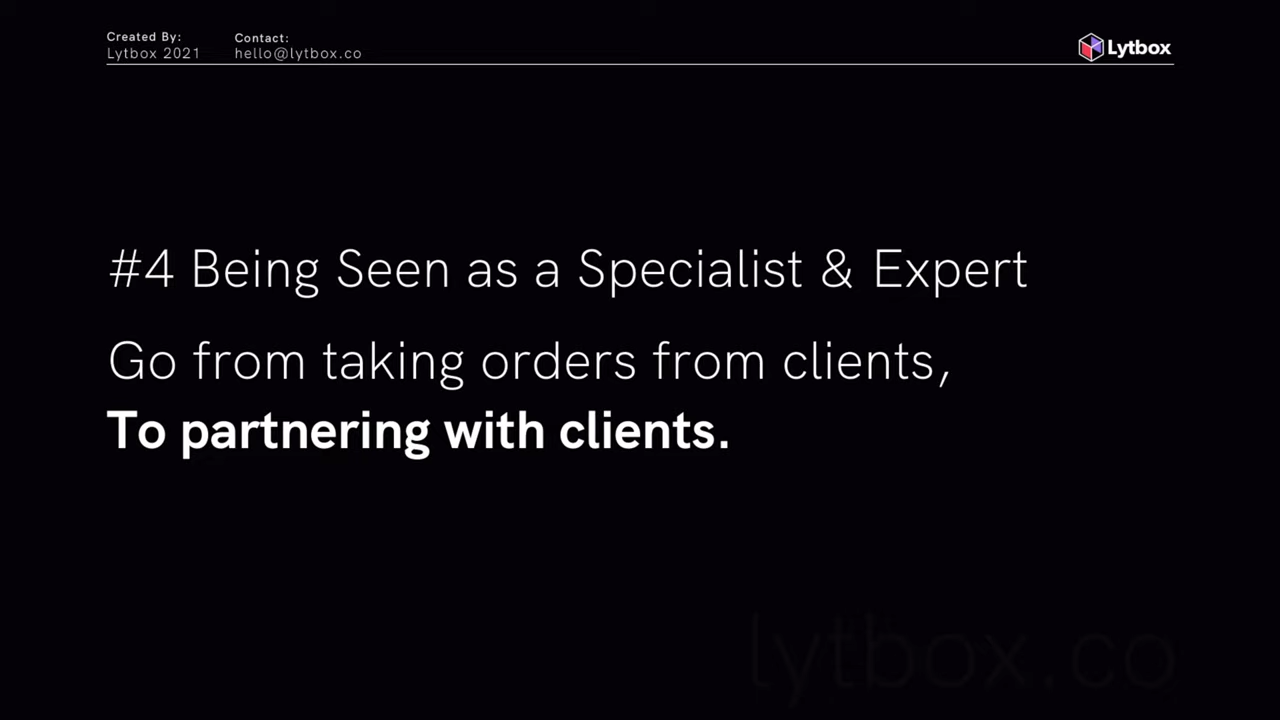 Created By:
Lytbox 2021
Contact:
hello@lytbox.co
Lytbox
#4 Being Seen as a Specialist & Expert
Go from taking orders from clients,
To partnering with clients.
lytbox.co